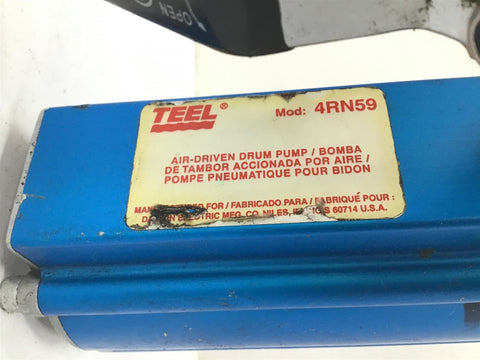 OPEN
TEEL®
Mod: 4RN59
AIR-DRIVEN DRUM PUMP / BOMBA
DE TAMBOR ACCIONADA POR AIRE /
POMPE PNEUMATIQUE POUR BIDON
FOR / FABRICADO PARA / FABRIQUÉ POUR :
ELECTRIC MFG. CO. NILES, 60714 U.S.A.